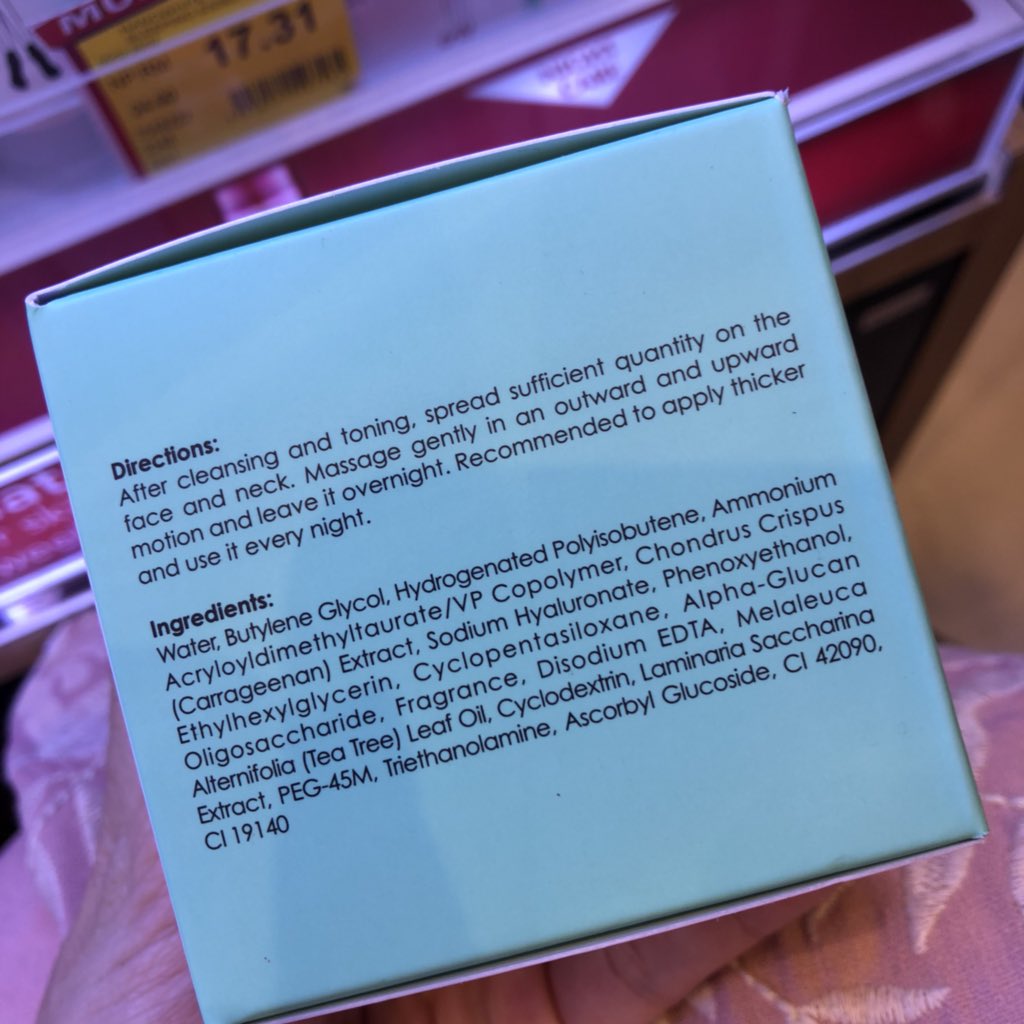 17.31
Directions:
After cleansing and toning, spread sufficient quantity on the
face and neck. Massage gently in an outward and upward
motion and leave it overnight. Recommended to apply thicker
and use it every night.
Ingredients:
Water, Butylene Glycol, Hydrogenated Polyisobutene, Ammonium
Acryloyldimethyltaurate/VP Copolymer, Chondrus Crispus
(Carrageenan) Extract, Sodium Hyaluronate, Phenoxyethanol,
Ethylhexylglycerin, Cyclopentasiloxane, Alpha-Glucan
Oligosaccharide, Fragrance, Disodium EDTA, Melaleuca
Alternifolia (Tea Tree) Leaf Oil, Cyclodextrin, Laminaria Saccharina
Extract, PEG-45M, Triethanolamine, Ascorbyl Glucoside, CI 42090,
CI 19140